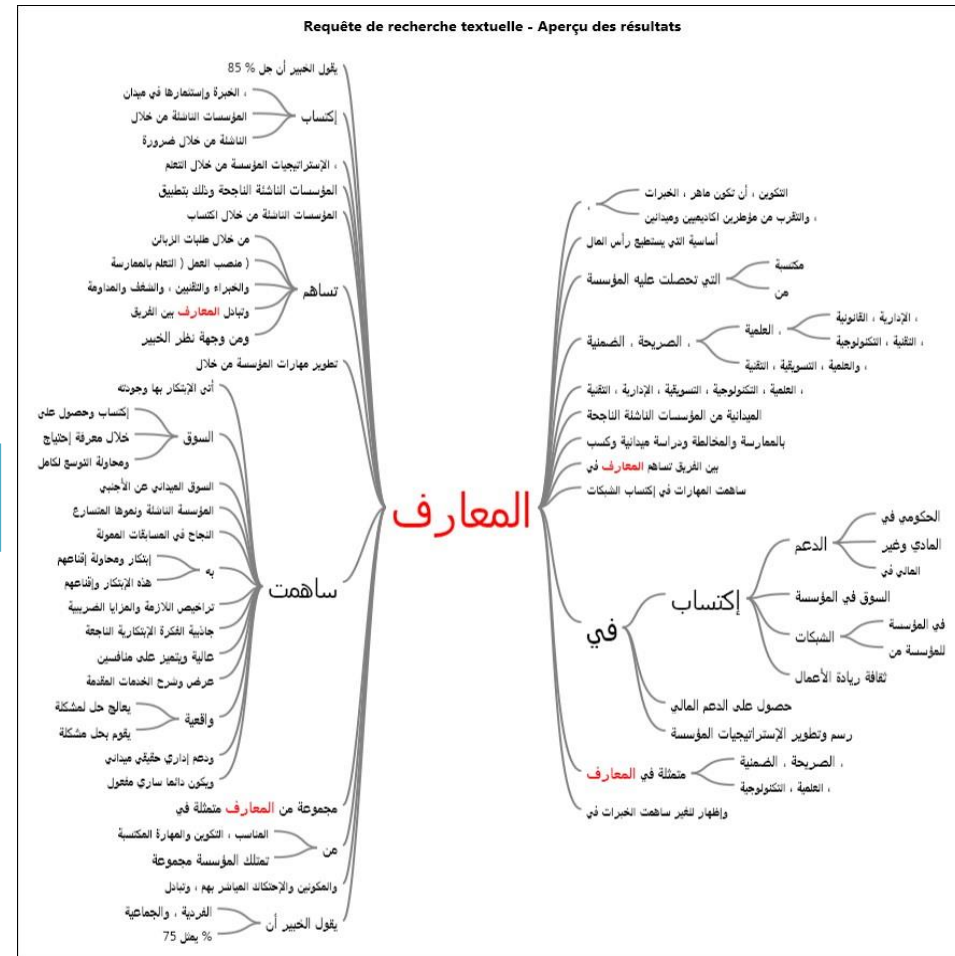 Requête de recherche textuelle - Aperçu des résultats
يقول الخبير أن جل % 85
إكتساب
، الخبرة وإستثمارها في ميدان
المؤسسات الناشئة من خلال
الناشئة من خلال ضرورة
، الإستراتيجيات المؤسسة من خلال التعلم
المؤسسات الناشئة الناجحة وذلك بتطبيق
المؤسسات الناشئة من خلال اكتساب
تساهم
من خلال طلبات الزبائن
( منصب العمل ( التعلم بالممارسة
والخبراء والتقنيين ، والشغف والمداومة
وتبادل المعارف بين الفريق
ومن وجهة نظر الخبير
تطوير مهارات المؤسسة من خلال
ساهمت
أتى الإبتكار بها وجودته
السوق
إكتساب وحصول على
خلال معرفة إحتياج
ومحاولة التوسع لكامل
السوق الميداني عن الأجنبي
المؤسسة الناشئة ونموها المتسارع
النجاح في المسابقات الممولة
به
إبتكار ومحاولة إقناعهم
هذه الإبتكار وإقناعهم
تراخيص اللازمة والمزايا الضريبية
جاذبية الفكرة الإبتكارية الناجعة
عالية ويتميز على منافسين
عرض وشرح الخدمات المقدمة
واقعية
يعالج حل لمشكلة
يقوم بحل مشكلة
ودعم إداري حقيقي ميداني
ويكون دائما ساري مفعول
مجموعة من المعارف متمثلة في
من
المناسب ، التكوين والمهارة المكتسبة
تمتلك المؤسسة مجموعة
والمكونين والإحتكاك المباشر بهم ، وتبادل
يقول الخبير أن
الفردية ، والجماعية
% يمثل 75
المعارف
،
التكوين ، أن تكون ماهر ، الخبرات
، والتقرب من مؤطرين اكاديميين وميدانين
أساسية التي يستطيع رأس المال
التي تحصلت عليه المؤسسة
مكتسبة
من
، الصريحة ، الضمنية
، العلمية
، الإدارية ، القانونية
، التقنية ، التكنولوجية
، والعلمية ، التسويقية ، التقنية
، العلمية ، التكنولوجية ، التسويقية ، الإدارية ، التقنية
الميدانية من المؤسسات الناشئة الناجحة
بالممارسة والمخالطة ودراسة ميدانية وكسب
بين الفريق تساهم المعارف في
ساهمت المهارات في إكتساب الشبكات
في
إكتساب
الدعم
الحكومي في
المادي وغير
المالي في
السوق في المؤسسة
الشبكات
في المؤسسة
للمؤسسة من
ثقافة ريادة الأعمال
حصول على الدعم المالي
رسم وتطوير الإستراتيجيات المؤسسة
متمثلة في المعارف
، الصريحة ، الضمنية
، العلمية ، التكنولوجية
وإظهار للغير ساهمت الخبرات في